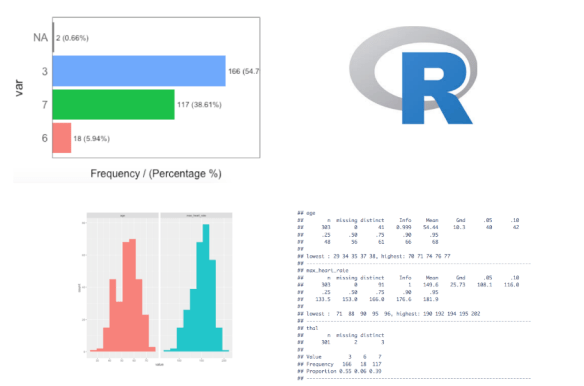 NA
2 (0.66%)
3
166 (54.7
7
117 (38.61%)
6
18 (5.94%)
var
Frequency / (Percentage %)
R
age
max_heart_rate
count
value
## age
## n missing distinct Info Mean Gmd .05 .10
## 303 0 41 0.999 54.44 10.3 40 42
## .25 .50 .75 .90 .95
## 48 56 61 66 68
##
## lowest : 29 34 35 37 38, highest: 70 71 74 76 77
## --------------------------------------------------------------------------------
## max_heart_rate
## n missing distinct Info Mean Gmd .05 .10
## 303 0 91 1 149.6 25.73 108.1 116.0
## .25 .50 .75 .90 .95
## 133.5 153.0 166.0 176.6 181.9
##
## lowest : 71 88 90 95 96, highest: 190 192 194 195 202
## --------------------------------------------------------------------------------
## thal
## n missing distinct
## 301 2 3
##
## Value 3 6 7
## Frequency 166 18 117
## Proportion 0.55 0.06 0.39
## --------------------------------------------------------------------------------